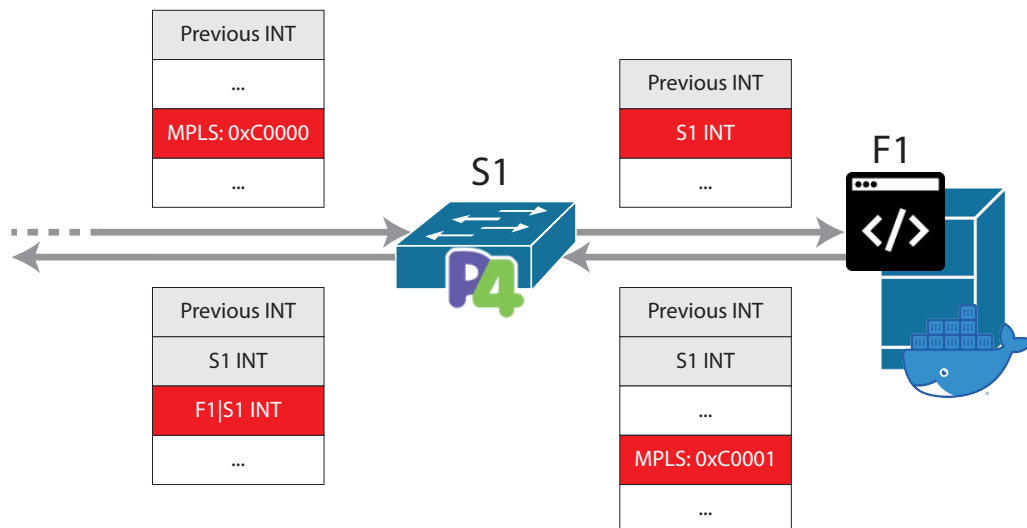 Previous INT
...
MPLS: 0xC0000
...
Previous INT
S1 INT
...
S1
F1
</>
P4
Previous INT
S1 INT
F1|S1 INT
...
Previous INT
S1 INT
...
MPLS: 0xC0001
...